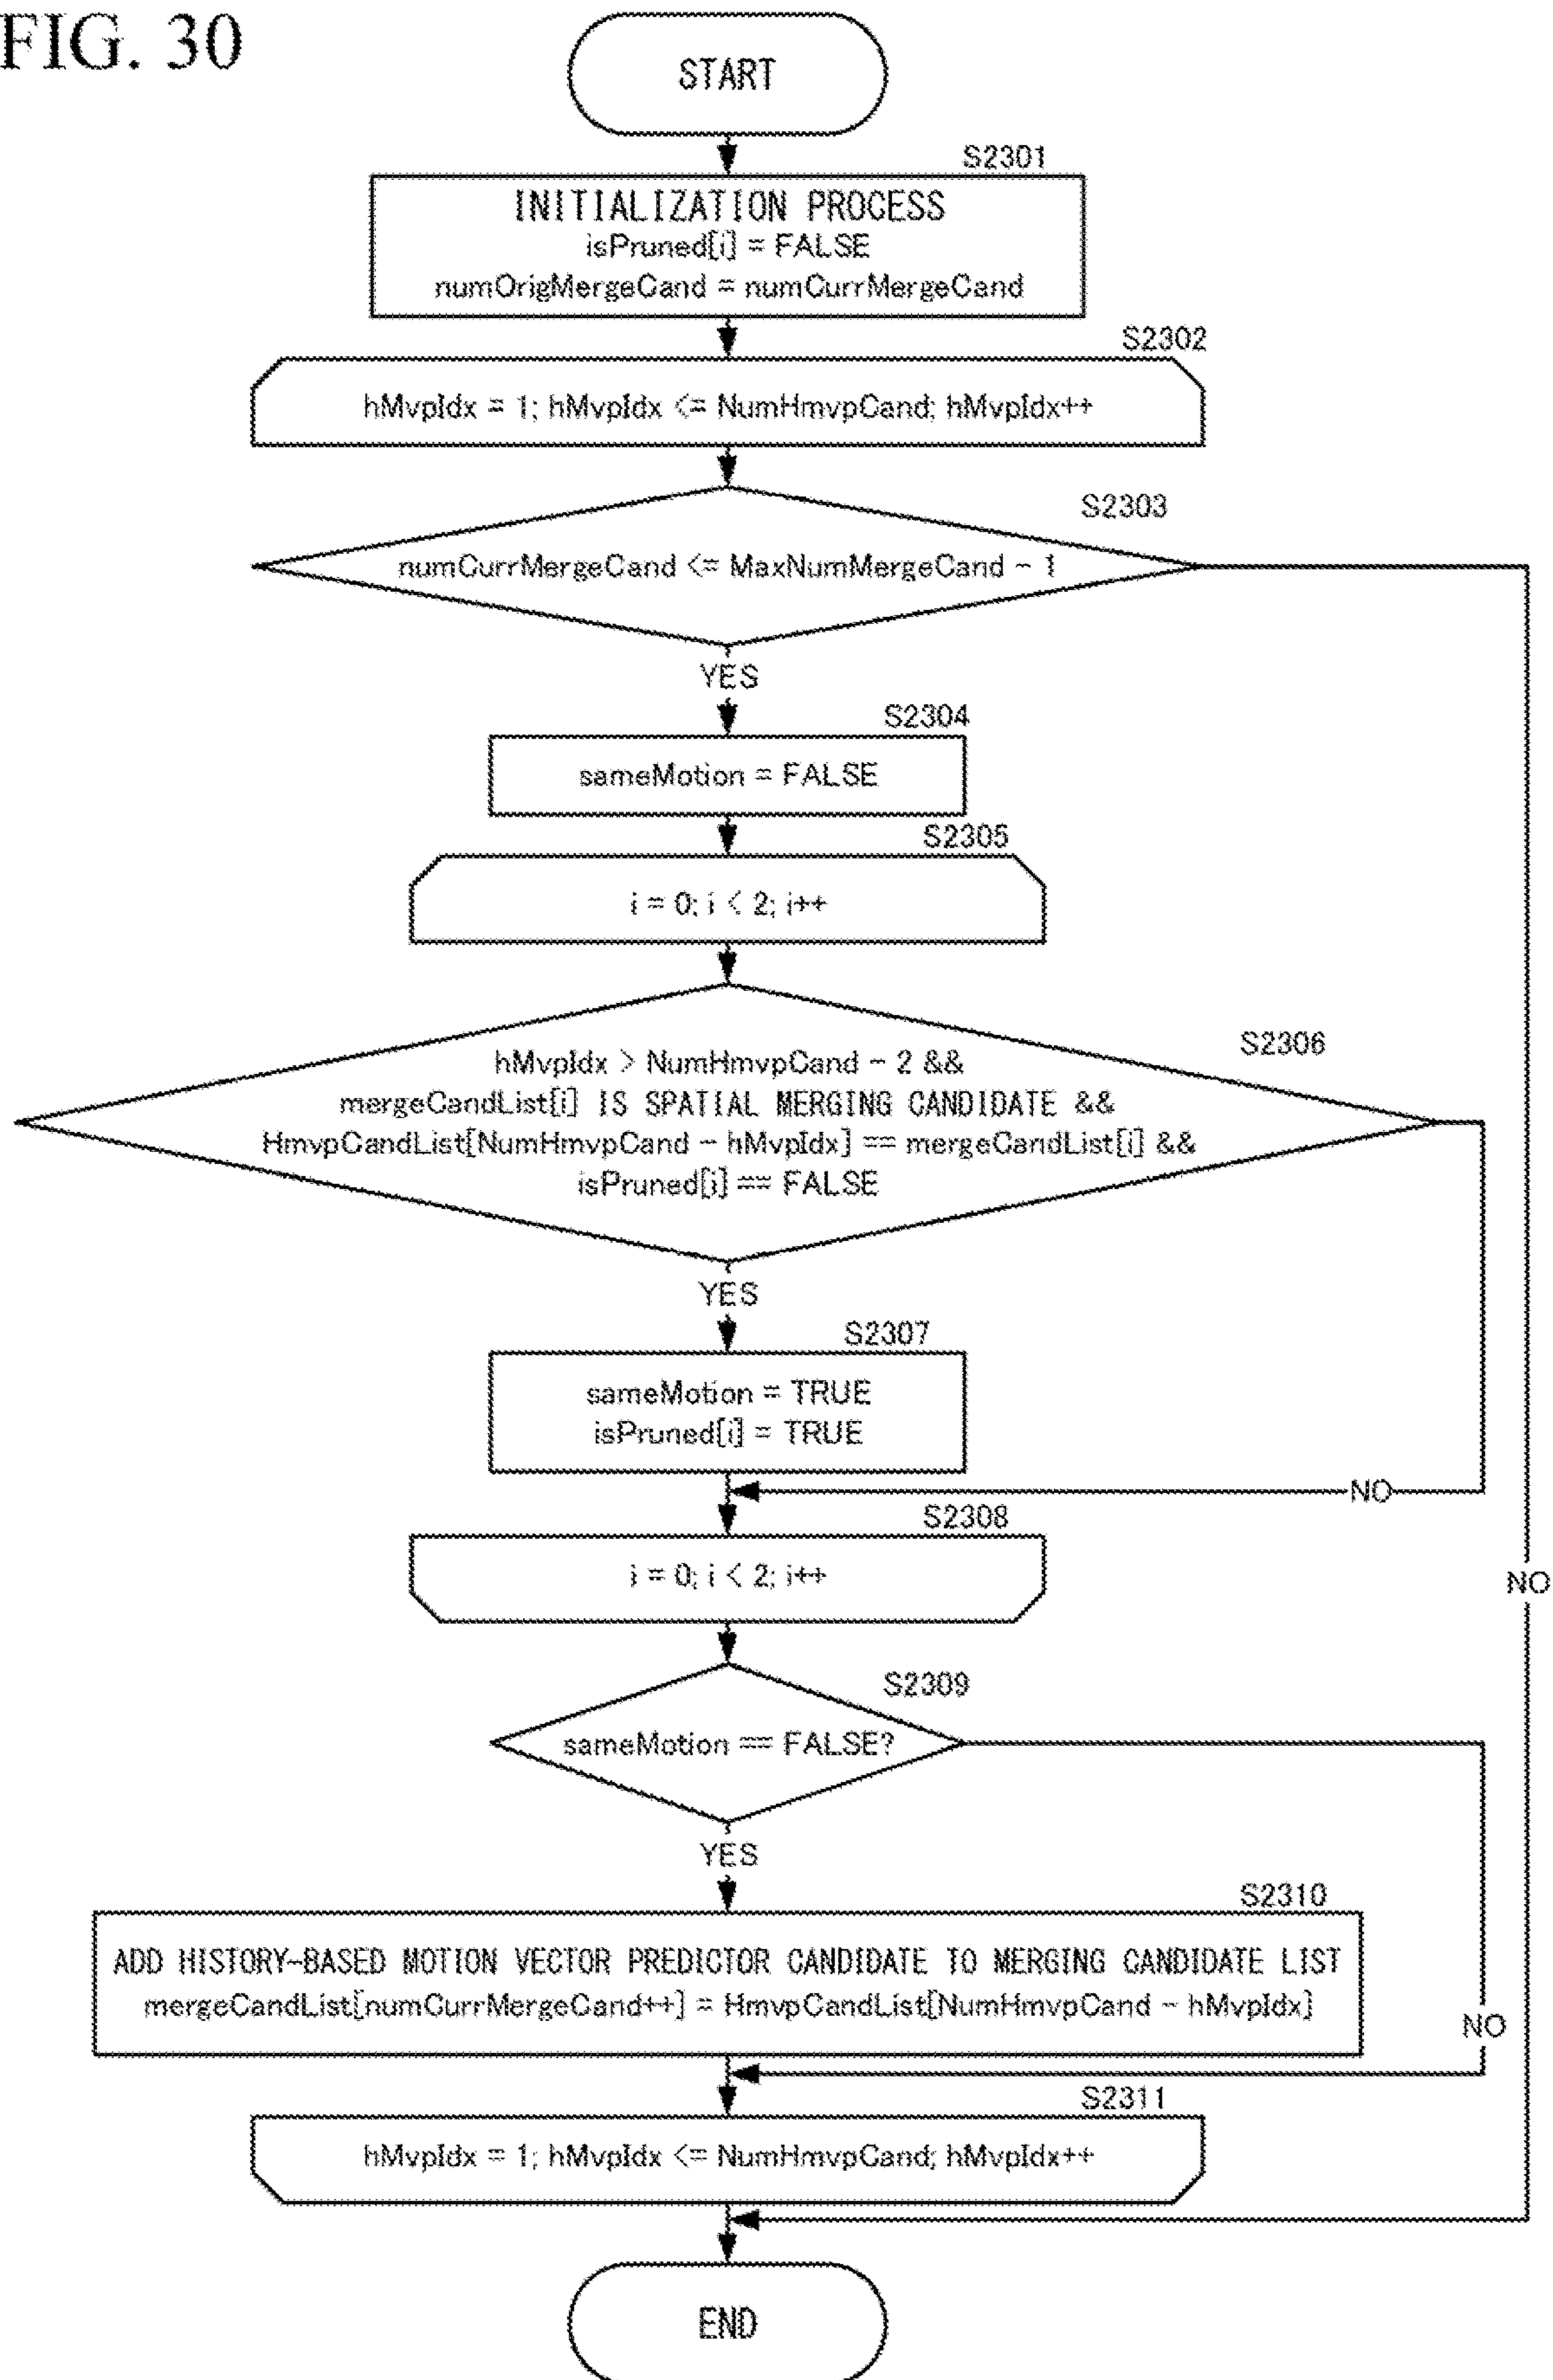 FIG. 30
START
S2301
INITIALIZATION PROCESS
isPruned[i] = FALSE
numOrigMergeCand = numCurrMergeCand
S2302
hMvpIdx = 1; hMvpIdx <= NumHmvpCand; hMvpIdx++
S2303
numCurrMergeCand <= MaxNumMergeCand - 1
YES
S2304
sameMotion = FALSE
S2305
i = 0; i < 2; i++
S2306
hMvpIdx > NumHmvpCand - 2 &&
mergeCandList[i] IS SPATIAL MERGING CANDIDATE &&
HmvpCandList[NumHmvpCand - hMvpIdx] == mergeCandList[i] &&
isPruned[i] == FALSE
YES
S2307
sameMotion = TRUE
isPruned[i] = TRUE
NO
S2308
i = 0; i < 2; i++
NO
S2309
sameMotion == FALSE?
YES
S2310
ADD HISTORY-BASED MOTION VECTOR PREDICTOR CANDIDATE TO MERGING CANDIDATE LIST
mergeCandList[numCurrMergeCand++] = HmvpCandList[NumHmvpCand - hMvpIdx]
NO
S2311
hMvpIdx = 1; hMvpIdx <= NumHmvpCand; hMvpIdx++
END